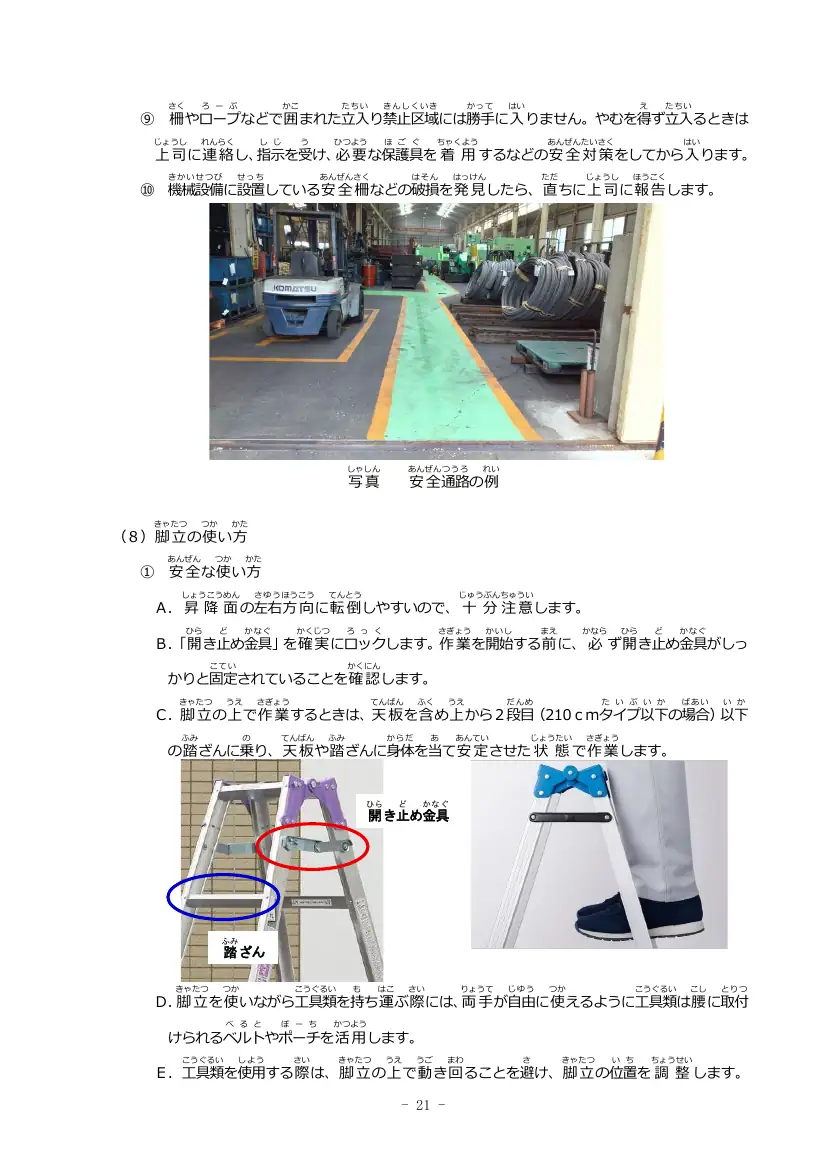 ⑨ 柵やロープなどで囲まれた立入り禁止区域には勝手に入りません。やむを得ず立入るときは
上司に連絡し、指示を受け、必要な保護具を着用するなどの安全対策をしてから入ります。
⑩ 機械設備に設置している安全柵などの破損を発見したら、直ちに上司に報告します。
KOMATSU
写真 安全通路の例
（8）脚立の使い方
① 安全な使い方
A．昇降面の左右方向に転倒しやすいので、十分注意します。
B．「開き止め金具」を確実にロックします。作業を開始する前に、必ず開き止め金具がしっ
かりと固定されていることを確認します。
C．脚立の上で作業するときは、天板を含め上から２段目（210ｃｍタイプ以下の場合）以下
の踏ざんに乗り、天板や踏ざんに身体を当て安定させた状態で作業します。
開き止め金具
踏ざん
D．脚立を使いながら工具類を持ち運ぶ際には、両手が自由に使えるように工具類は腰に取付
けられるベルトやポーチを活用します。
E．工具類を使用する際は、脚立の上で動き回ることを避け、脚立の位置を調整します。
- 21 -